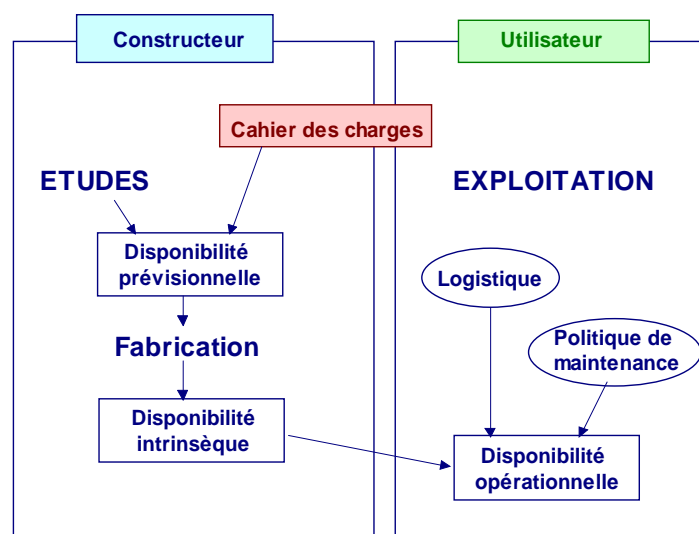 Constructeur
Utilisateur
Cahier des charges
ETUDES
EXPLOITATION
Disponibilité
prévisionnelle
Logistique
Fabrication
Politique de
maintenance
Disponibilité
intrinsèque
Disponibilité
opérationnelle